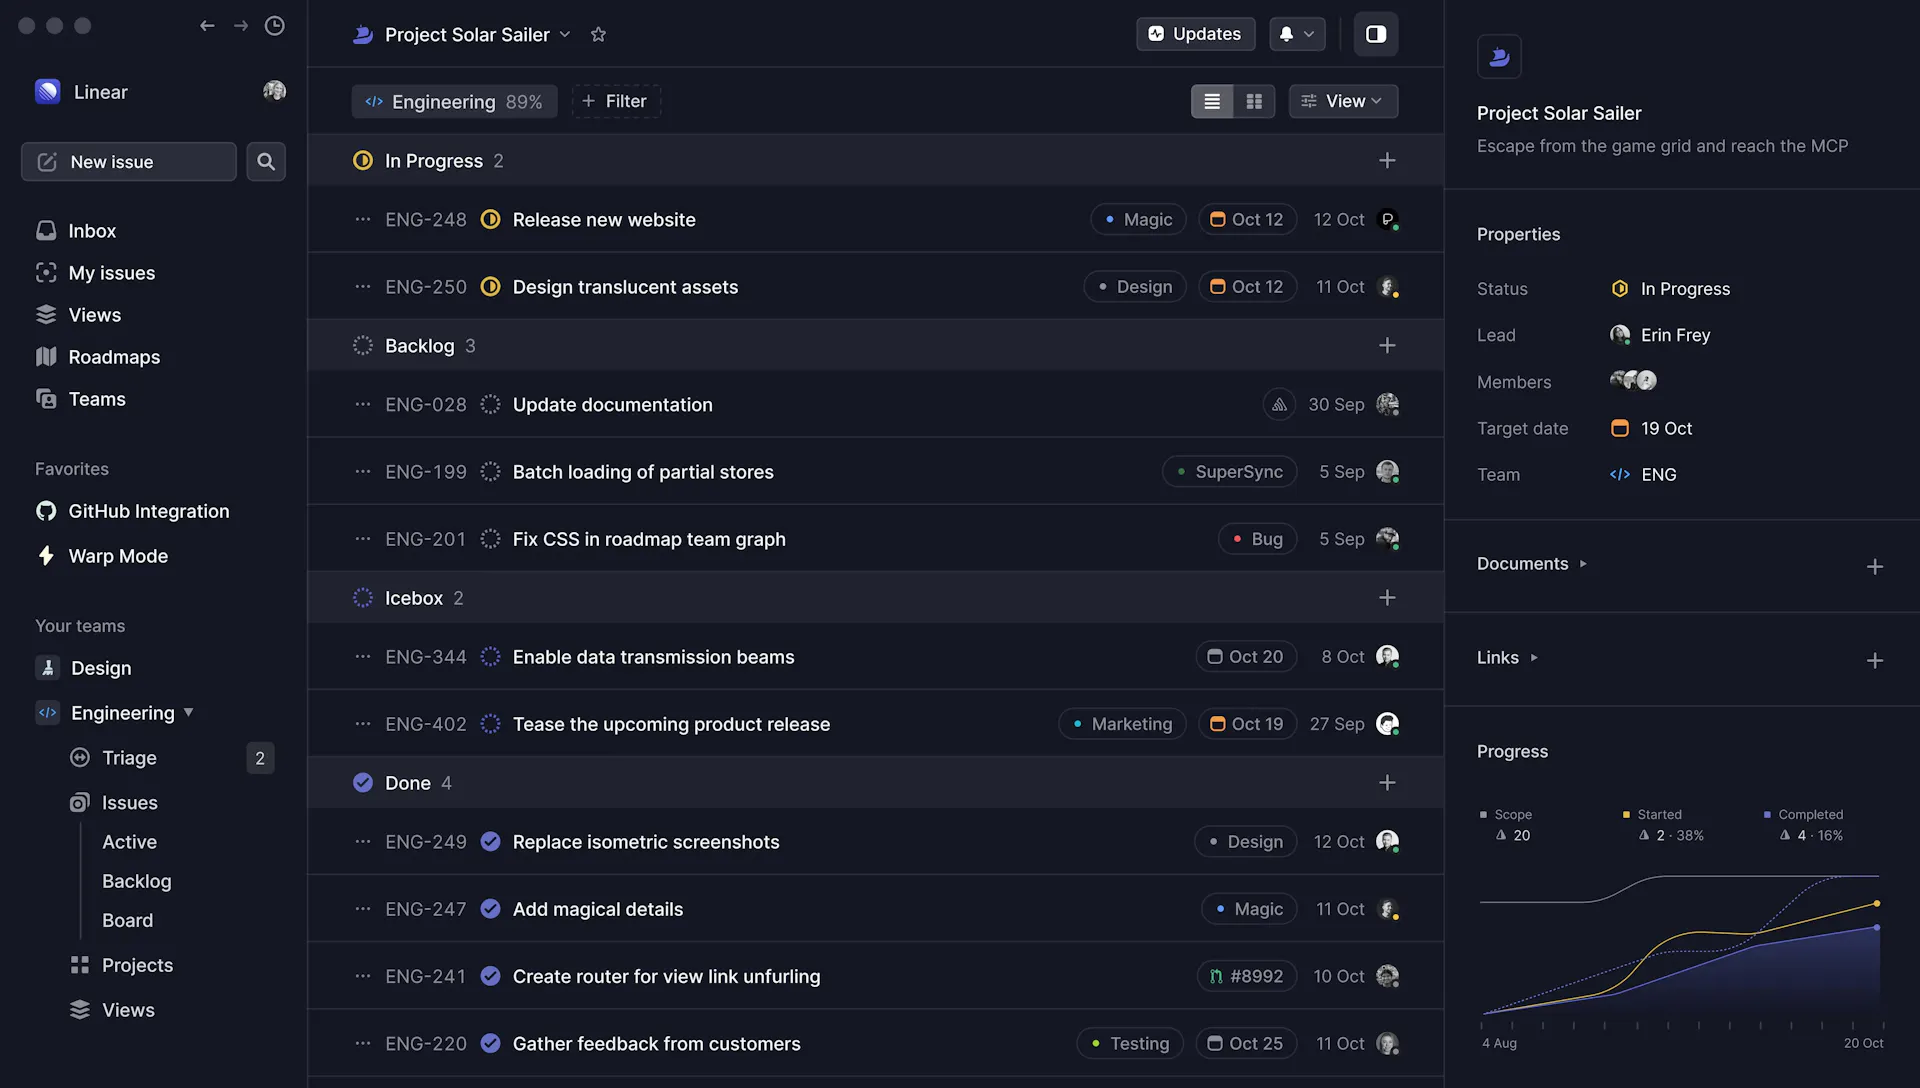 Linear
New issue
Inbox
My issues
Views
Roadmaps
Teams
Favorites
GitHub Integration
Warp Mode
Your teams
Design
Engineering
Triage 2
Issues
Active
Backlog
Board
Projects
Views
Project Solar Sailer
Updates
Engineering 89%
Filter
View
In Progress 2
ENG-248 Release new website Magic Oct 12 12 Oct
ENG-250 Design translucent assets Design Oct 12 11 Oct
Backlog 3
ENG-028 Update documentation 30 Sep
ENG-199 Batch loading of partial stores SuperSync 5 Sep
ENG-201 Fix CSS in roadmap team graph Bug 5 Sep
Icebox 2
ENG-344 Enable data transmission beams Oct 20 8 Oct
ENG-402 Tease the upcoming product release Marketing Oct 19 27 Sep
Done 4
ENG-249 Replace isometric screenshots Design 12 Oct
ENG-247 Add magical details Magic 11 Oct
ENG-241 Create router for view link unfurling #8992 10 Oct
ENG-220 Gather feedback from customers Testing Oct 25 11 Oct
Project Solar Sailer
Escape from the game grid and reach the MCP
Properties
Status In Progress
Lead Erin Frey
Members
Target date 19 Oct
Team </> ENG
Documents
Links
Progress
Scope Started Completed
20 2 · 38% 4 · 16%
4 Aug 20 Oct